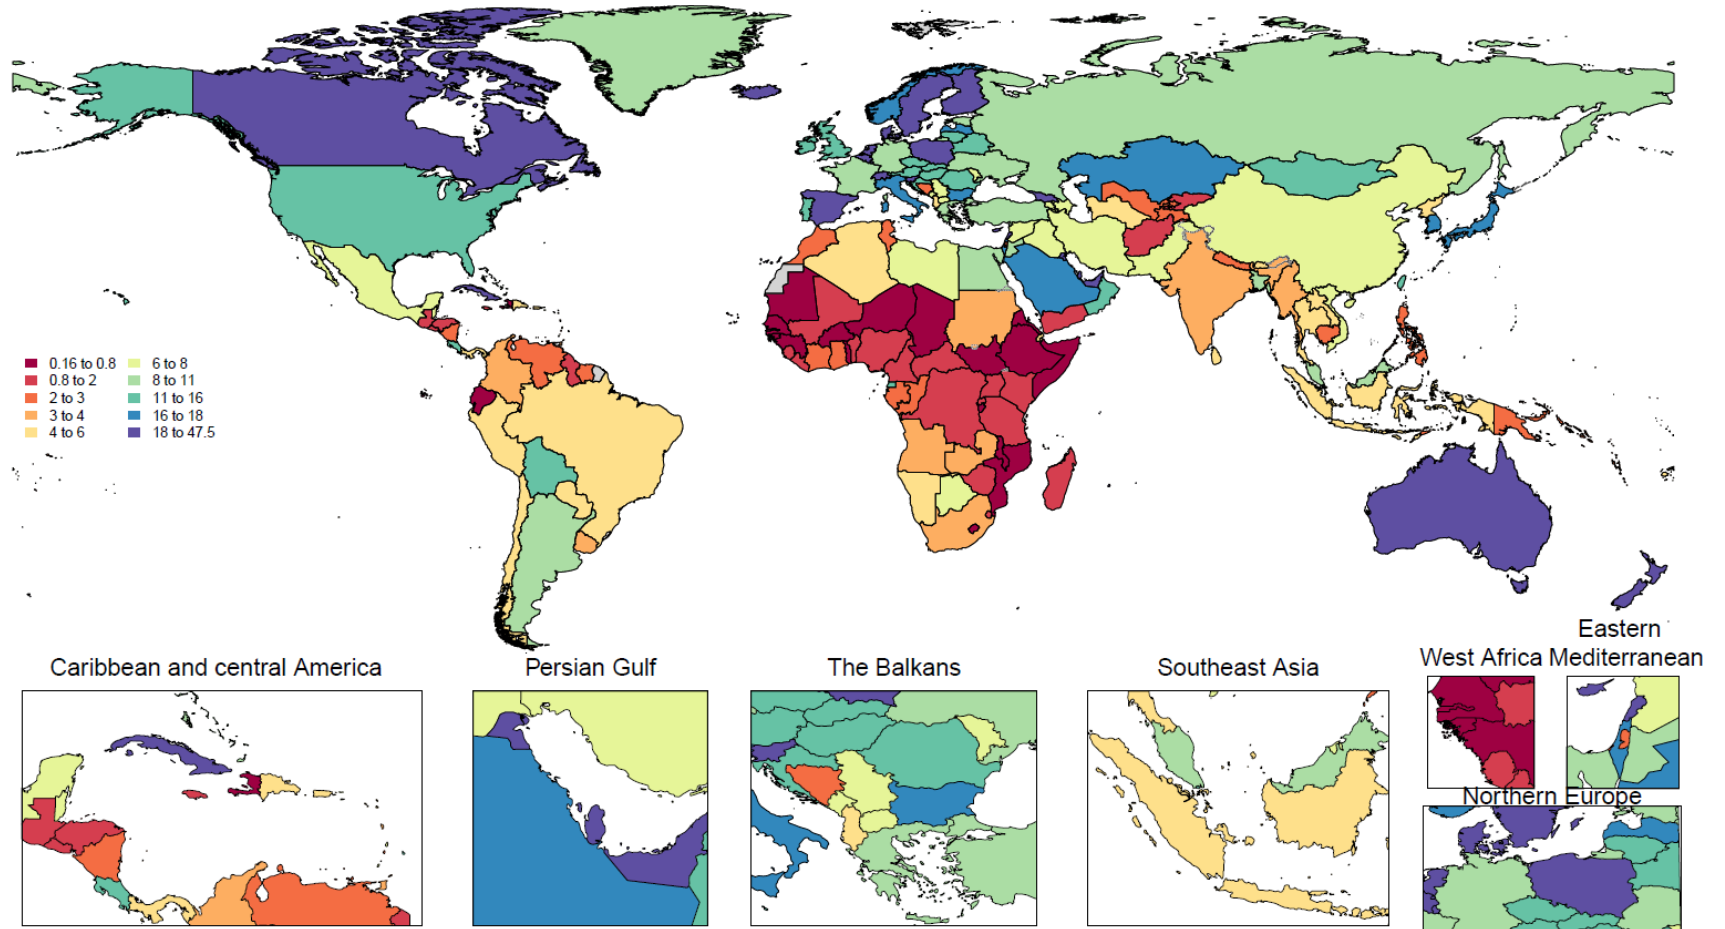 0.16 to 0.8
0.8 to 2
2 to 3
3 to 4
4 to 6
6 to 8
8 to 11
11 to 16
16 to 18
18 to 47.5
Caribbean and central America
Persian Gulf
The Balkans
Southeast Asia
West Africa
Eastern
Mediterranean
Northern Europe